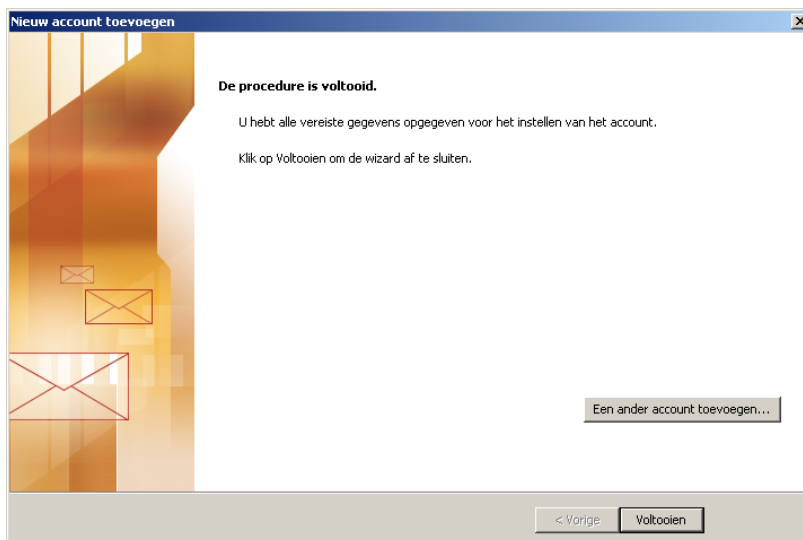 Nieuw account toevoegen
De procedure is voltooid.
U hebt alle vereiste gegevens opgegeven voor het instellen van het account.
Klik op Voltooien om de wizard af te sluiten.
Een ander account toevoegen...
< Vorige
Voltooien